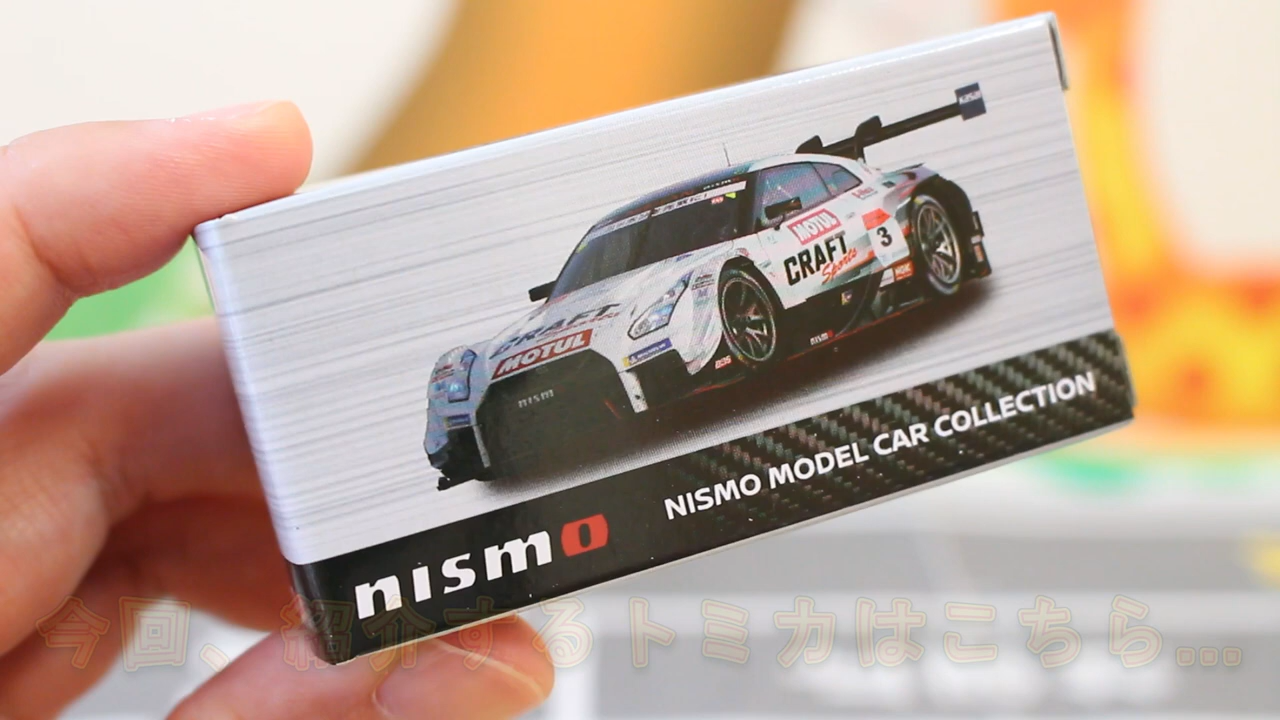 MOTUL
CRAFT
Sports
3
CRAFT
MOTUL
nismo
nismo
NISMO MODEL CAR COLLECTION
今回、紹介するトミカはこちら…